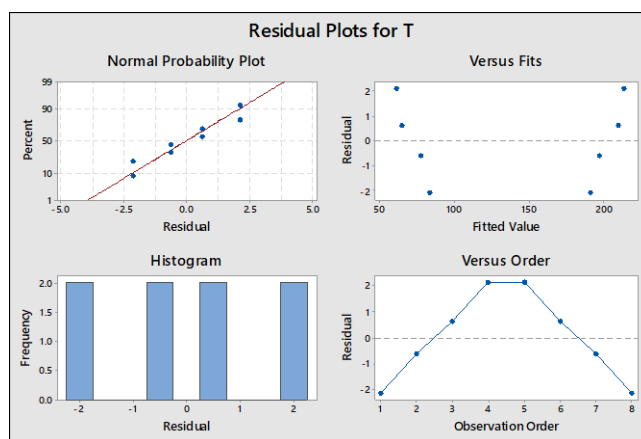 Residual Plots for T
Normal Probability Plot
Percent
99
90
50
10
1
-5.0 -2.5 0.0 2.5 5.0
Residual
Versus Fits
Residual
2
1
0
-1
-2
50 100 150 200
Fitted Value
Histogram
Frequency
2.0
1.5
1.0
0.5
0.0
-2 -1 0 1 2
Residual
Versus Order
Residual
2
1
0
-1
-2
1 2 3 4 5 6 7 8
Observation Order